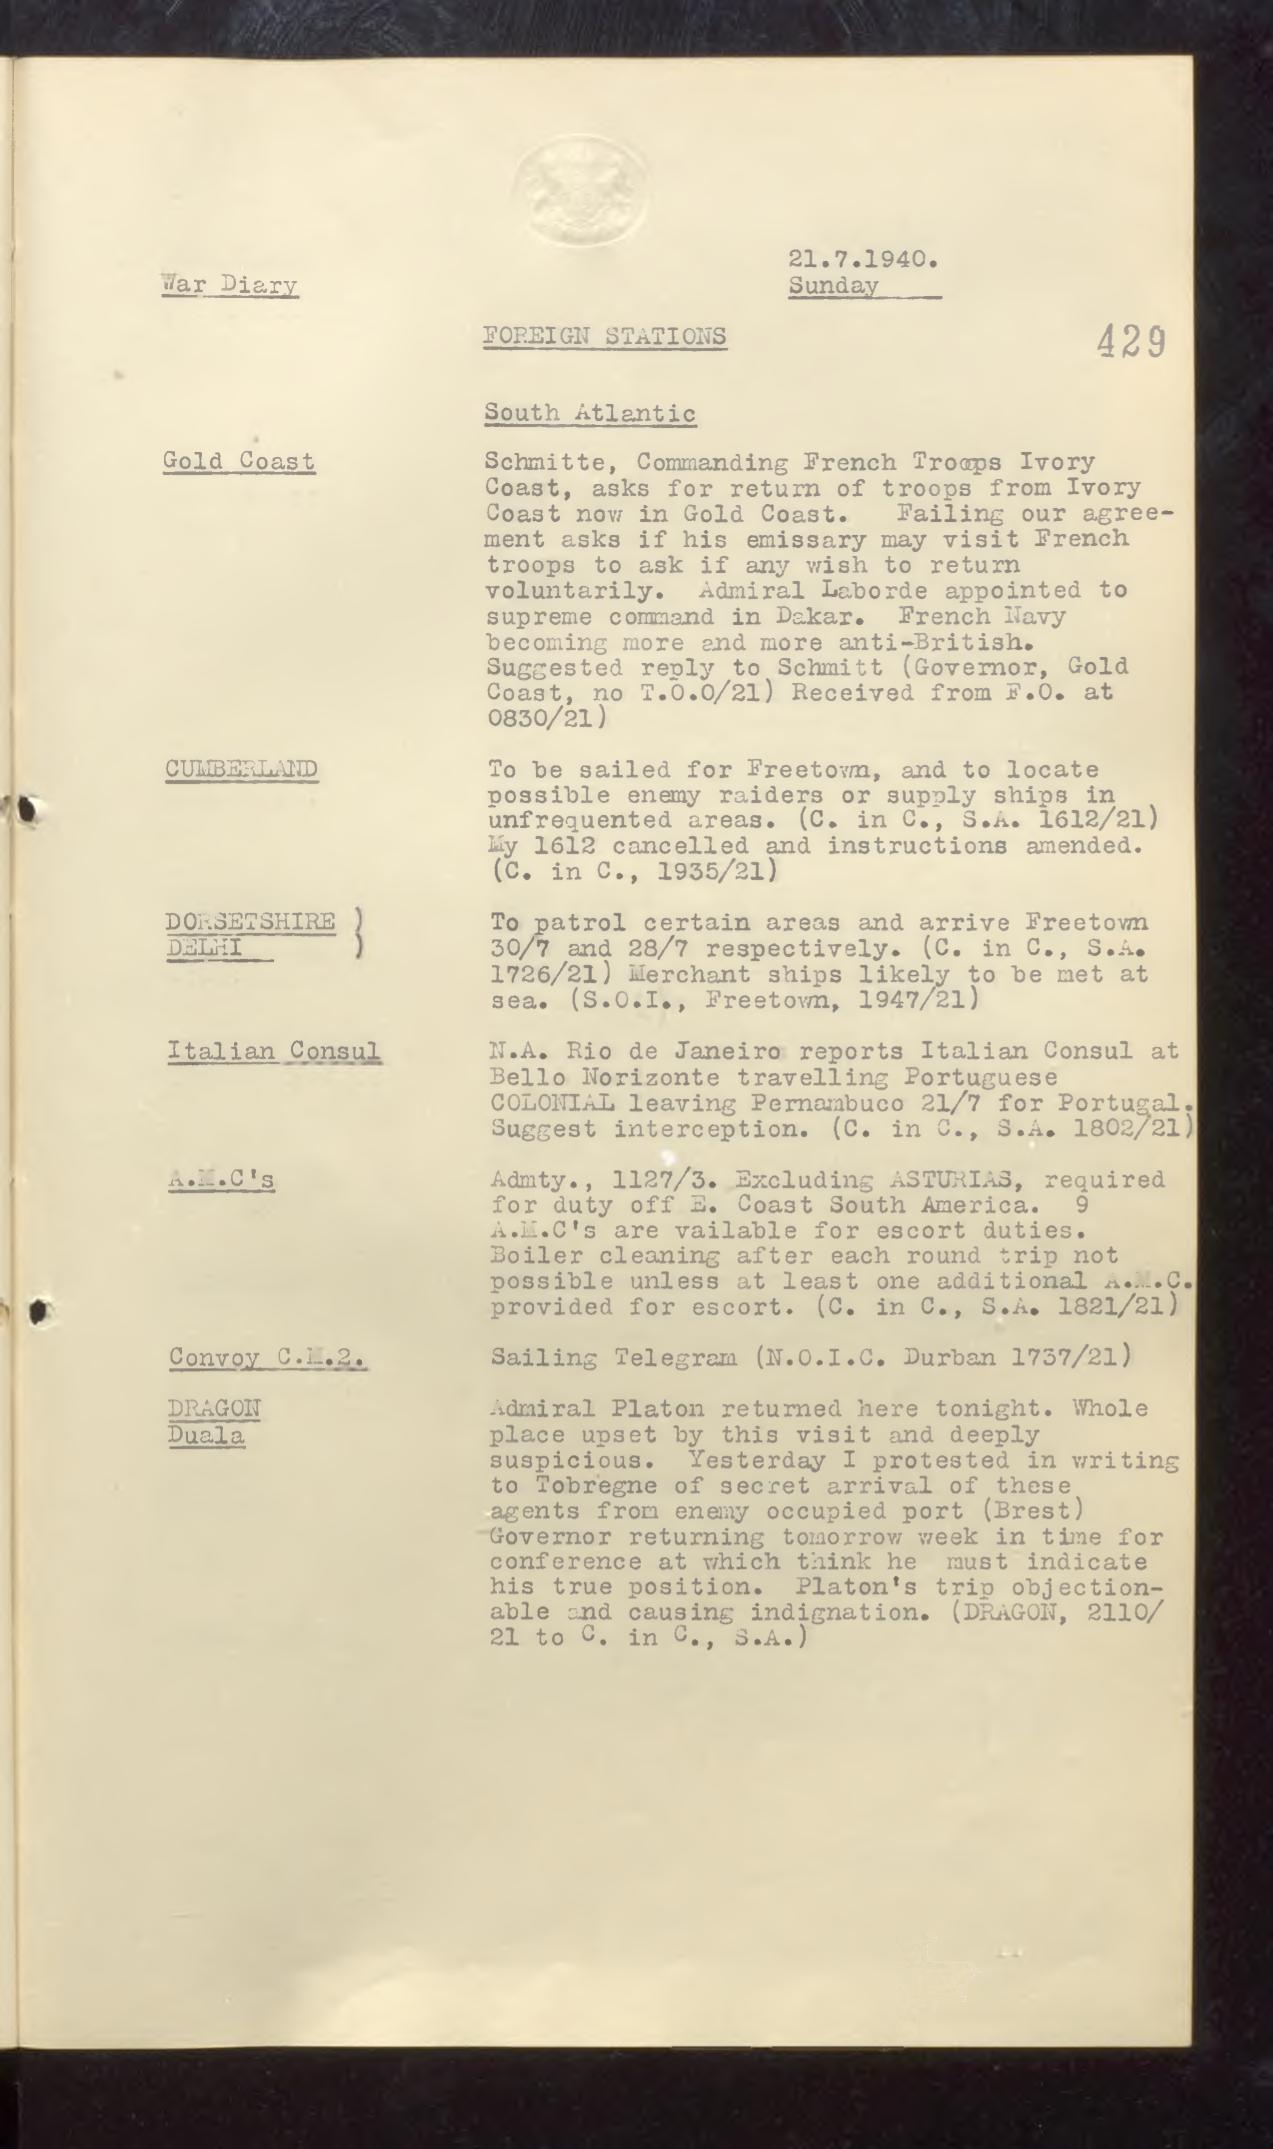 21.7.1940.
War Diary
Sunday
FOREIGN STATIONS
429
South Atlantic
Gold Coast
Schmitte, Commanding French Troops Ivory
Coast, asks for return of troops from Ivory
Coast now in Gold Coast. Failing our agree-
ment asks if his emissary may visit French
troops to ask if any wish to return
voluntarily. Admiral Laborde appointed to
supreme command in Dakar. French Navy
becoming more and more anti-British.
Suggested reply to Schmitt (Governor, Gold
Coast, no T.O.0/21) Received from F.O. at
0830/21)
CUMBERLAND
To be sailed for Freetown, and to locate
possible enemy raiders or supply ships in
unfrequented areas. (C. in C., S.A. 1612/21)
My 1612 cancelled and instructions amended.
(C. in C., 1935/21)
DORSETSHIRE )
DELHI )
To patrol certain areas and arrive Freetown
30/7 and 28/7 respectively. (C. in C., S.A.
1726/21) Merchant ships likely to be met at
sea. (S.O.I., Freetown, 1947/21)
Italian Consul
N.A. Rio de Janeiro reports Italian Consul at
Bello Norizonte travelling Portuguese
COLONIAL leaving Pernambuco 21/7 for Portugal.
Suggest interception. (C. in C., S.A. 1802/21)
A.M.C's
Admty., 1127/3. Excluding ASTURIAS, required
for duty off E. Coast South America. 9
A.M.C's are vailable for escort duties.
Boiler cleaning after each round trip not
possible unless at least one additional A.M.C.
provided for escort. (C. in C., S.A. 1821/21)
Convoy C.M.2.
Sailing Telegram (N.O.I.C. Durban 1737/21)
DRAGON
Duala
Admiral Platon returned here tonight. Whole
place upset by this visit and deeply
suspicious. Yesterday I protested in writing
to Tobregne of secret arrival of these
agents from enemy occupied port (Brest)
Governor returning tomorrow week in time for
conference at which think he must indicate
his true position. Platon's trip objection-
able and causing indignation. (DRAGON, 2110/
21 to C. in C., S.A.)